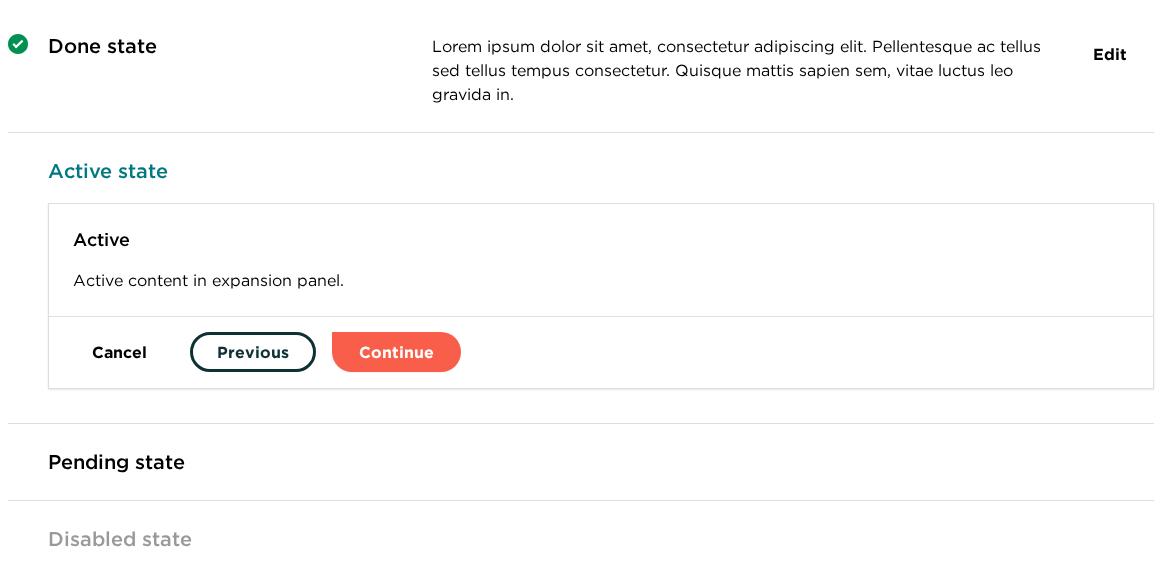 Done state
Lorem ipsum dolor sit amet, consectetur adipiscing elit. Pellentesque ac tellus
sed tellus tempus consectetur. Quisque mattis sapien sem, vitae luctus leo
gravida in.
Edit
Active state
Active
Active content in expansion panel.
Cancel
Previous
Continue
Pending state
Disabled state